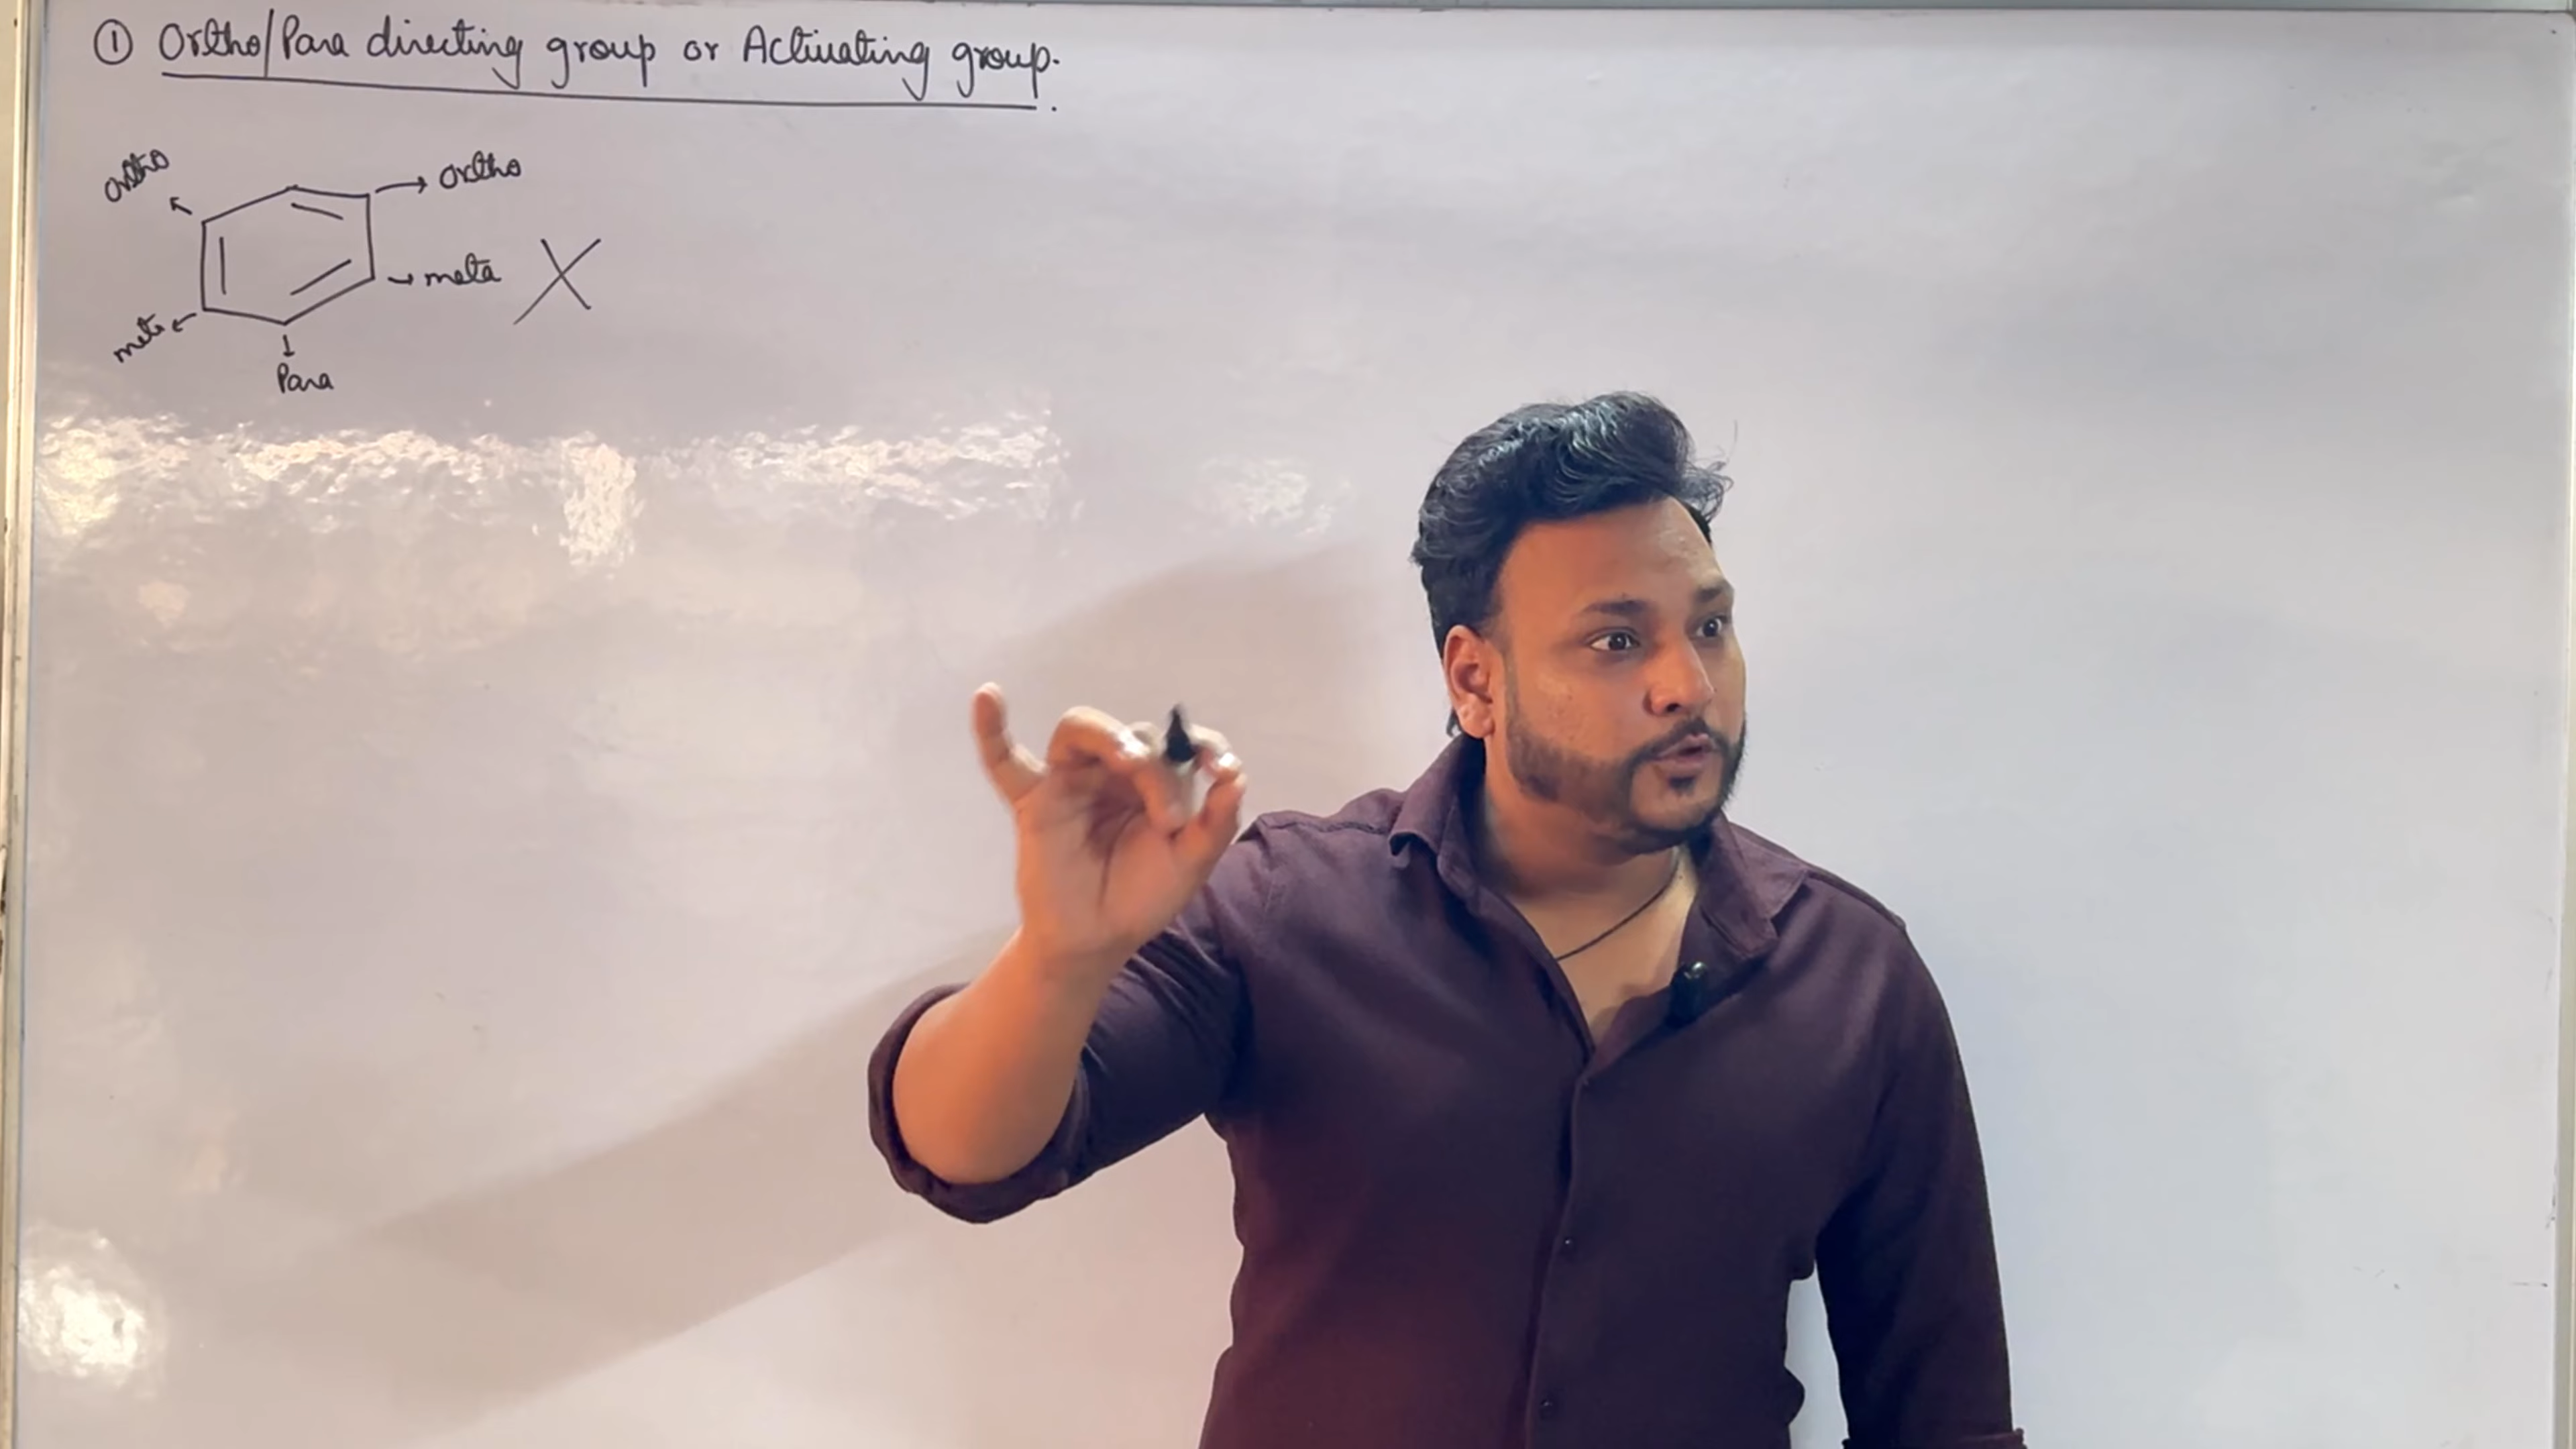 ① Ortho/Para directing group or Activating group.
ortho
→ ortho
→ meta X
meta ←
↓
Para